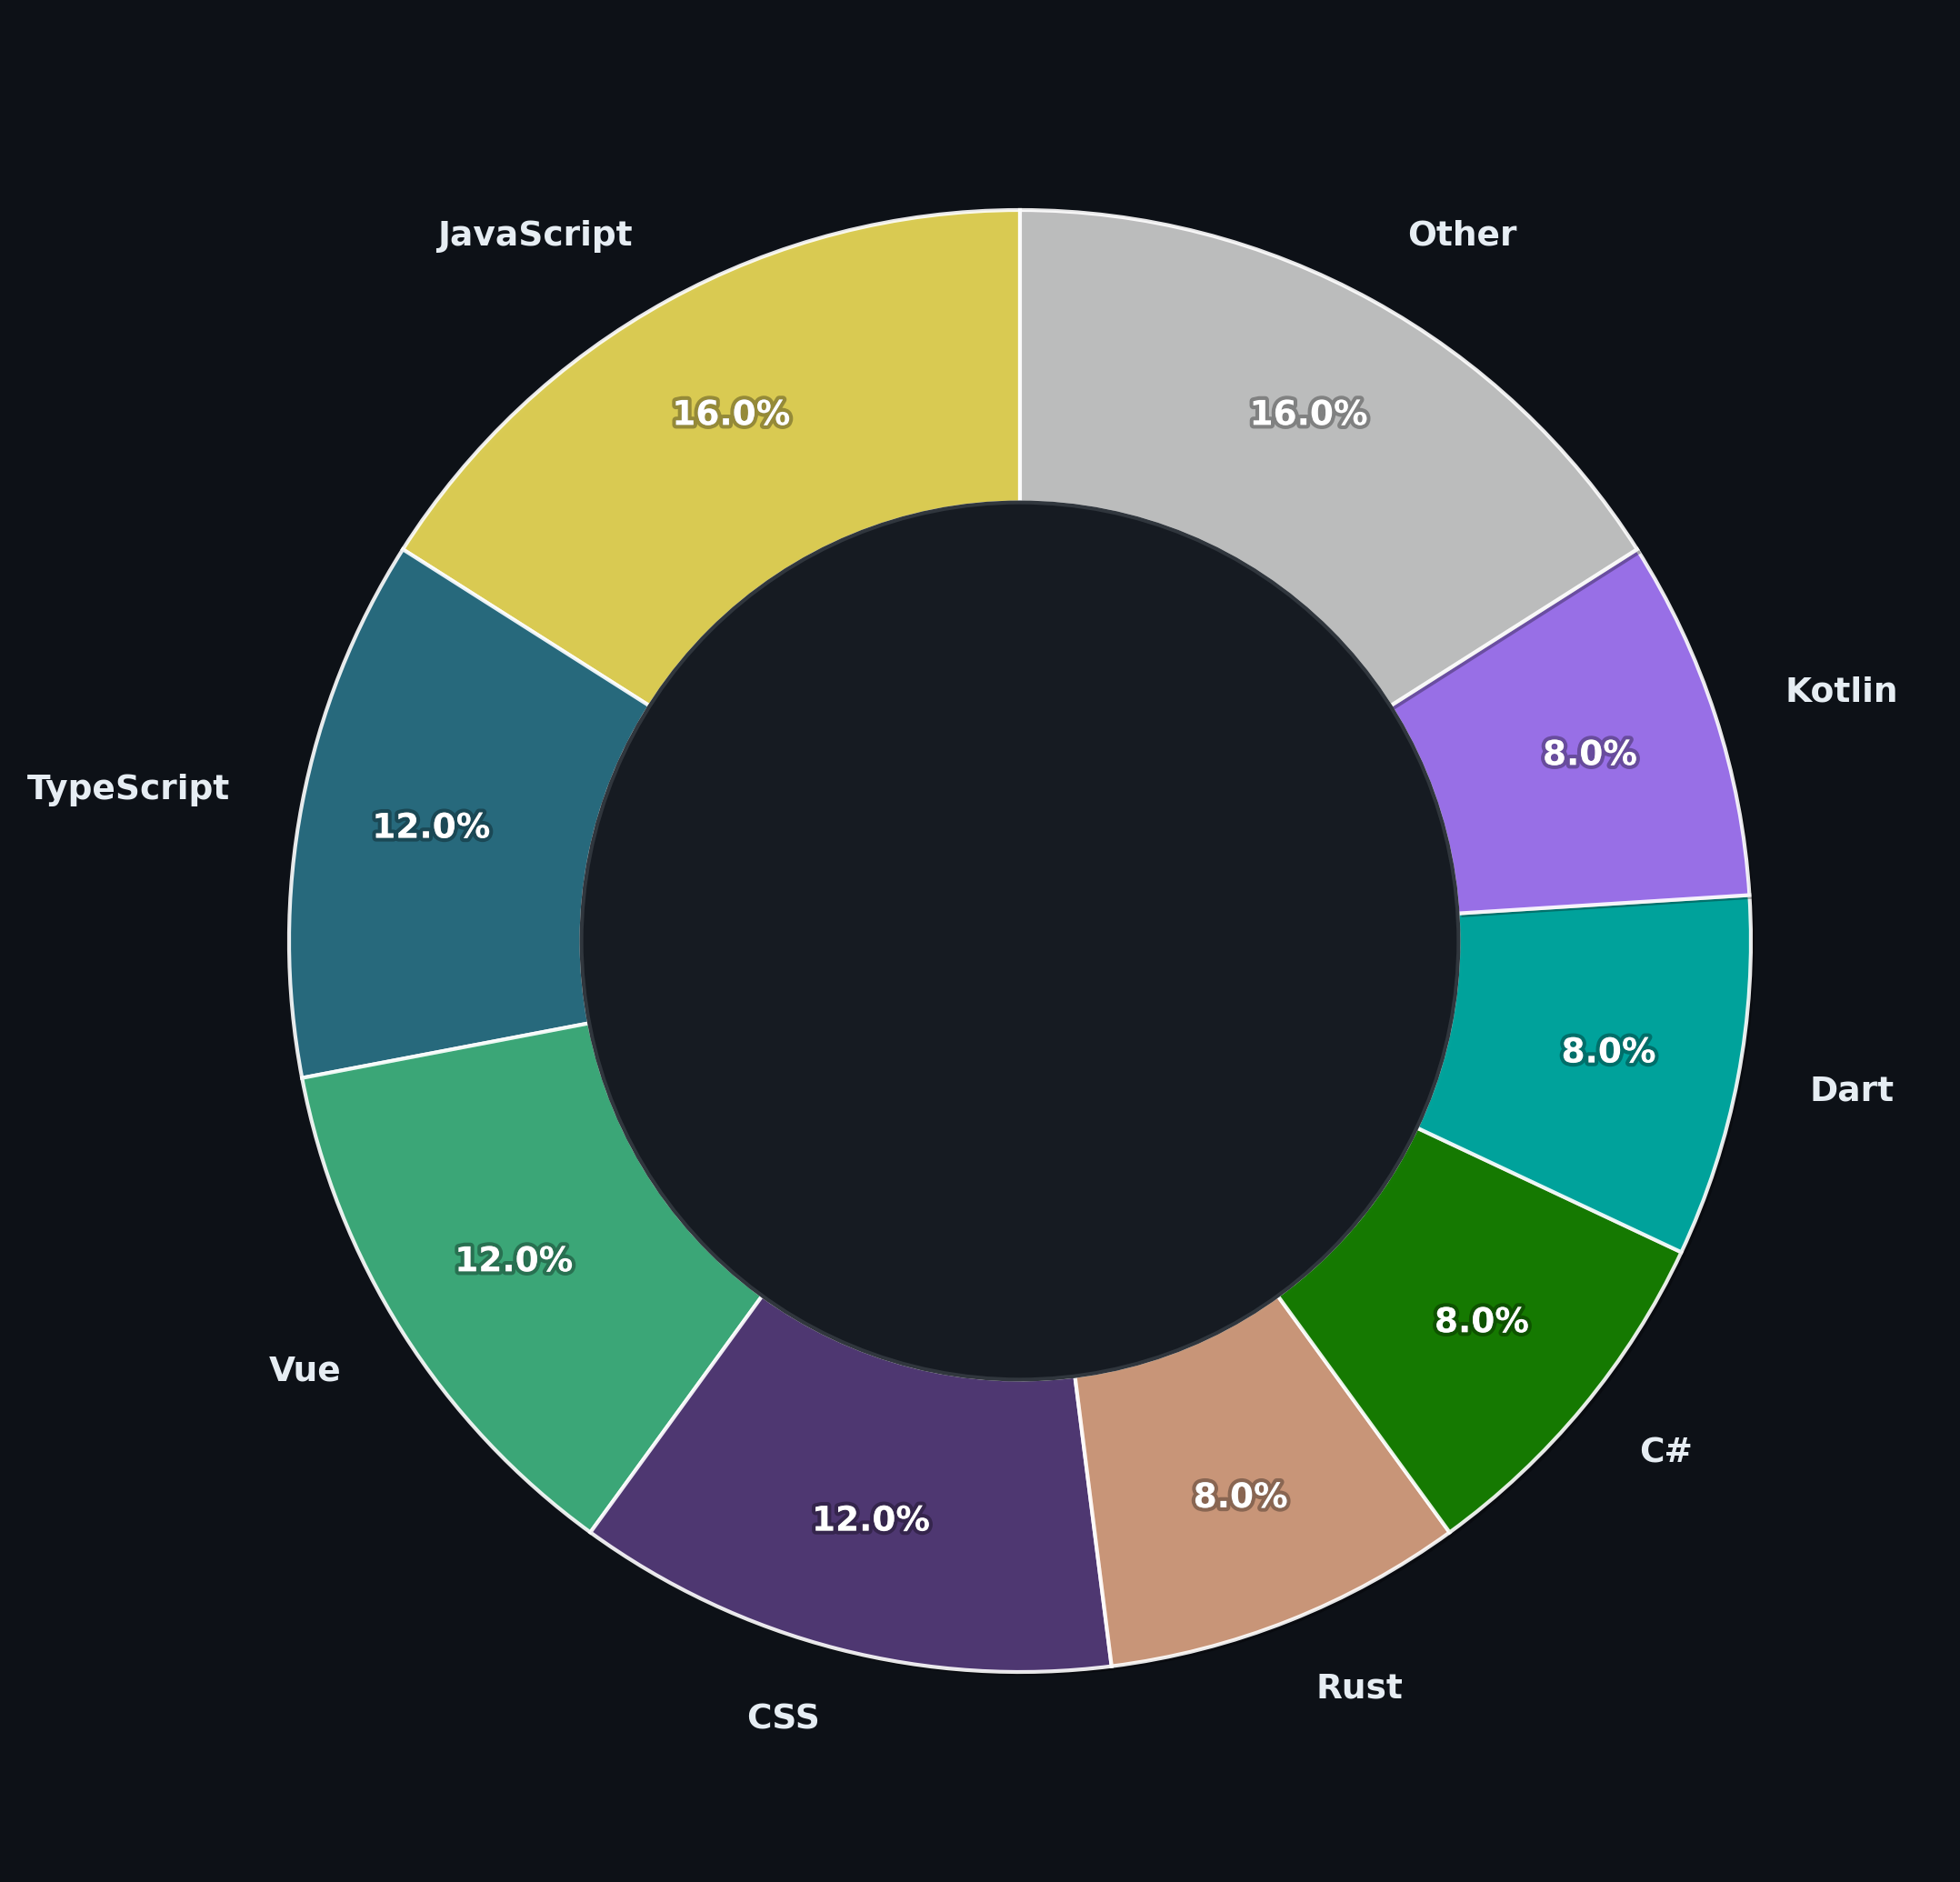 JavaScript
16.0%
Other
16.0%
Kotlin
8.0%
TypeScript
12.0%
Dart
8.0%
Vue
12.0%
C#
8.0%
CSS
12.0%
Rust
8.0%